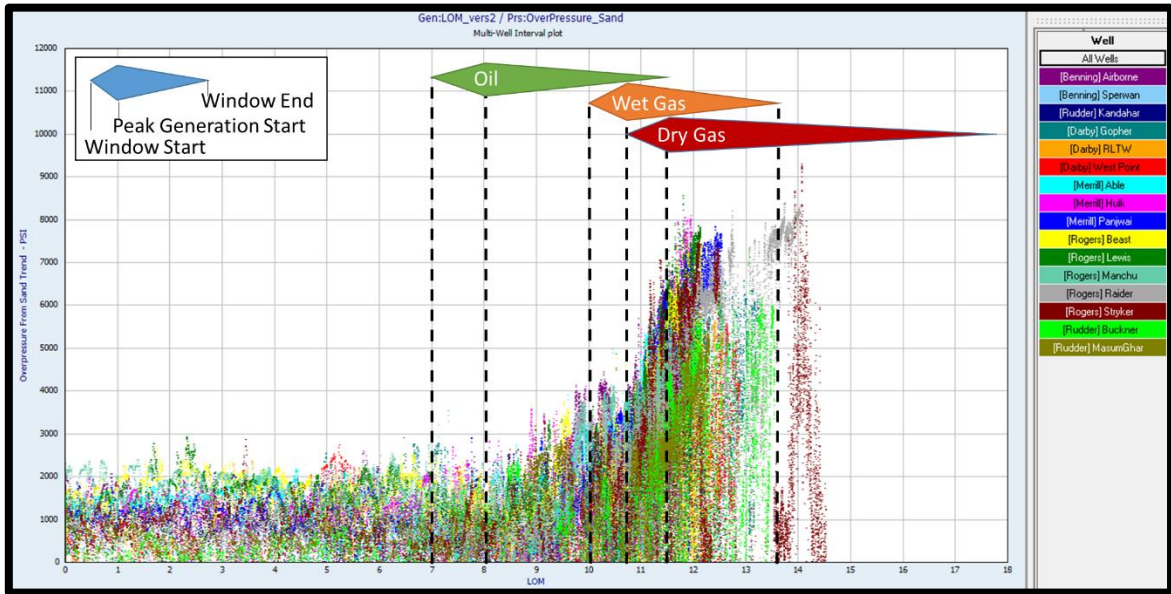 Gen:LOM_vers2 / Prs:OverPressure_Sand
Multi-Well Interval plot
12000
11000
10000
9000
8000
7000
6000
5000
4000
3000
2000
1000
0
Overpressure From Sand Trend - PSI
Window End
Peak Generation Start
Window Start
Oil
Wet Gas
Dry Gas
0 1 2 3 4 5 6 7 8 9 10 11 12 13 14 15 16 17 18
LOM
Well
All Wells
[Benning] Airborne
[Benning] Sperwan
[Rudder] Kandahar
[Darby] Gopher
[Darby] RLTW
[Darby] West Point
[Merrill] Able
[Merrill] Huik
[Merrill] Panjwai
[Rogers] Beast
[Rogers] Lewis
[Rogers] Manchu
[Rogers] Raider
[Rogers] Stryker
[Rudder] Buckner
[Rudder] MasumGhar